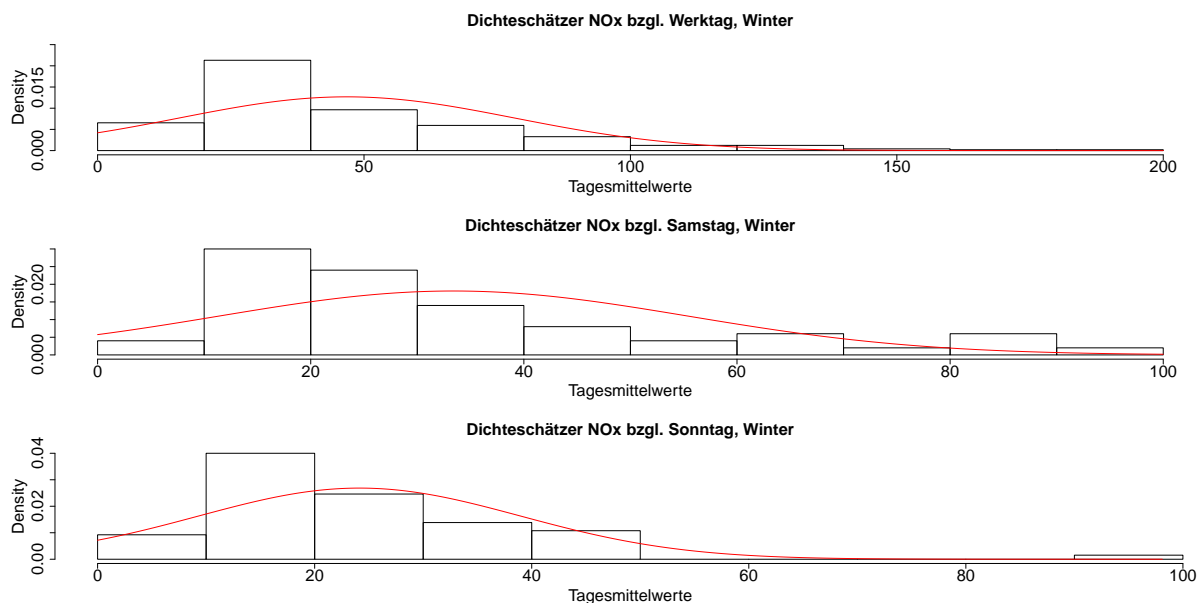 Dichteschätzer NOx bzgl. Werktag, Winter
Density
0.000 0.015
0 50 100 150 200
Tagesmittelwerte
Dichteschätzer NOx bzgl. Samstag, Winter
Density
0.000 0.020
0 20 40 60 80 100
Tagesmittelwerte
Dichteschätzer NOx bzgl. Sonntag, Winter
Density
0.00 0.02 0.04
0 20 40 60 80 100
Tagesmittelwerte